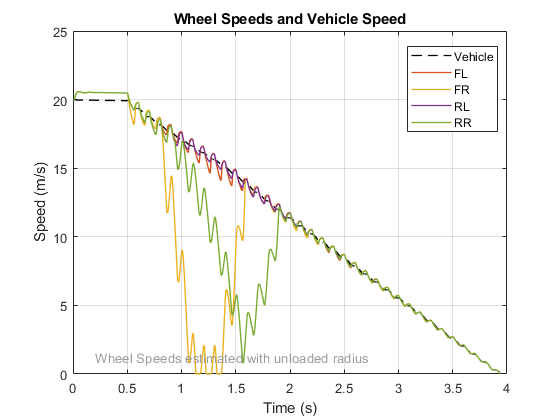 Wheel Speeds and Vehicle Speed
25
20
15
10
5
0
Speed (m/s)
Vehicle
FL
FR
RL
RR
Wheel Speeds estimated with unloaded radius
0 0.5 1 1.5 2 2.5 3 3.5 4
Time (s)